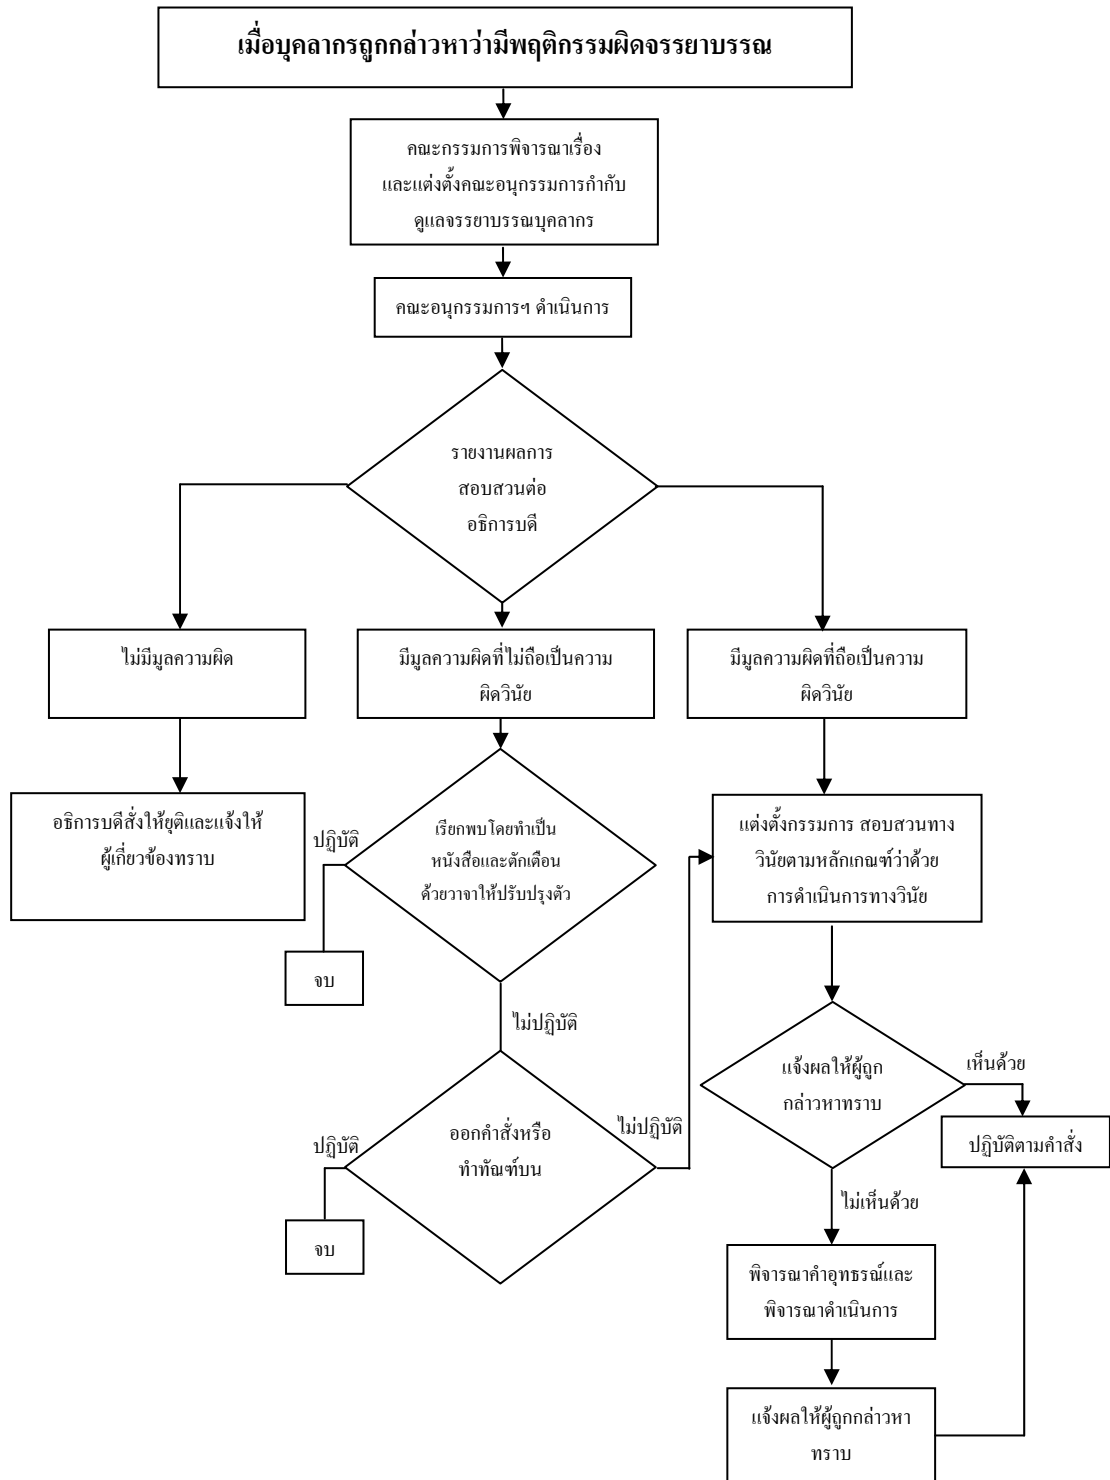 เมื่อบุคลากรถูกกล่าวหาว่ามีพฤติกรรมผิดจรรยาบรรณ
คณะกรรมการพิจารณาเรื่อง
และแต่งตั้งคณะอนุกรรมการกำกับ
ดูแลจรรยาบรรณบุคลากร
คณะอนุกรรมการฯ ดำเนินการ
รายงานผลการ
สอบสวนต่อ
อธิการบดี
ไม่มีมูลความผิด
มีมูลความผิดที่ไม่ถือเป็นความ
ผิดวินัย
มีมูลความผิดที่ถือเป็นความ
ผิดวินัย
อธิการบดีสั่งให้ยุติและแจ้งให้
ผู้เกี่ยวข้องทราบ
ปฏิบัติ
เรียกพบโดยทำเป็น
หนังสือและตักเตือน
ด้วยวาจาให้ปรับปรุงตัว
แต่งตั้งกรรมการ สอบสวนทาง
วินัยตามหลักเกณฑ์ว่าด้วย
การดำเนินการทางวินัย
จบ
ไม่ปฏิบัติ
แจ้งผลให้ผู้ถูก
กล่าวหาทราบ
เห็นด้วย
ปฏิบัติตามคำสั่ง
ปฏิบัติ
ออกคำสั่งหรือ
ทำทัณฑ์บน
ไม่ปฏิบัติ
ไม่เห็นด้วย
จบ
พิจารณาคำอุทธรณ์และ
พิจารณาดำเนินการ
แจ้งผลให้ผู้ถูกกล่าวหา
ทราบ